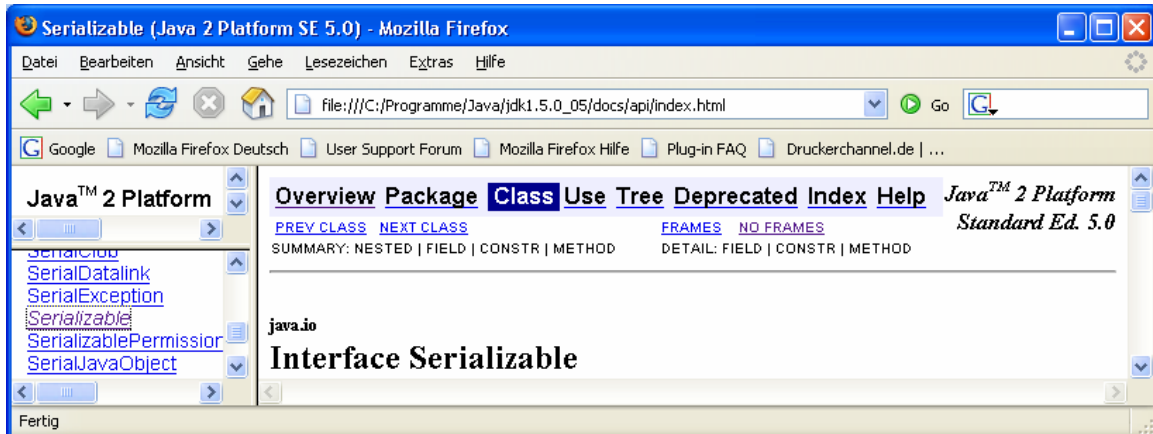 Serializable (Java 2 Platform SE 5.0) - Mozilla Firefox
Datei Bearbeiten Ansicht Gehe Lesezeichen Extras Hilfe
file:///C:/Programme/Java/jdk1.5.0_05/docs/api/index.html Go G
G Google Mozilla Firefox Deutsch User Support Forum Mozilla Firefox Hilfe Plug-in FAQ Druckerchannel.de | ...
Java™ 2 Platform
SerialClob
SerialDatalink
SerialException
Serializable
SerializablePermission
SerialJavaObject
Overview Package Class Use Tree Deprecated Index Help
Java™ 2 Platform
Standard Ed. 5.0
PREV CLASS NEXT CLASS FRAMES NO FRAMES
SUMMARY: NESTED | FIELD | CONSTR | METHOD DETAIL: FIELD | CONSTR | METHOD
java.io
Interface Serializable
Fertig